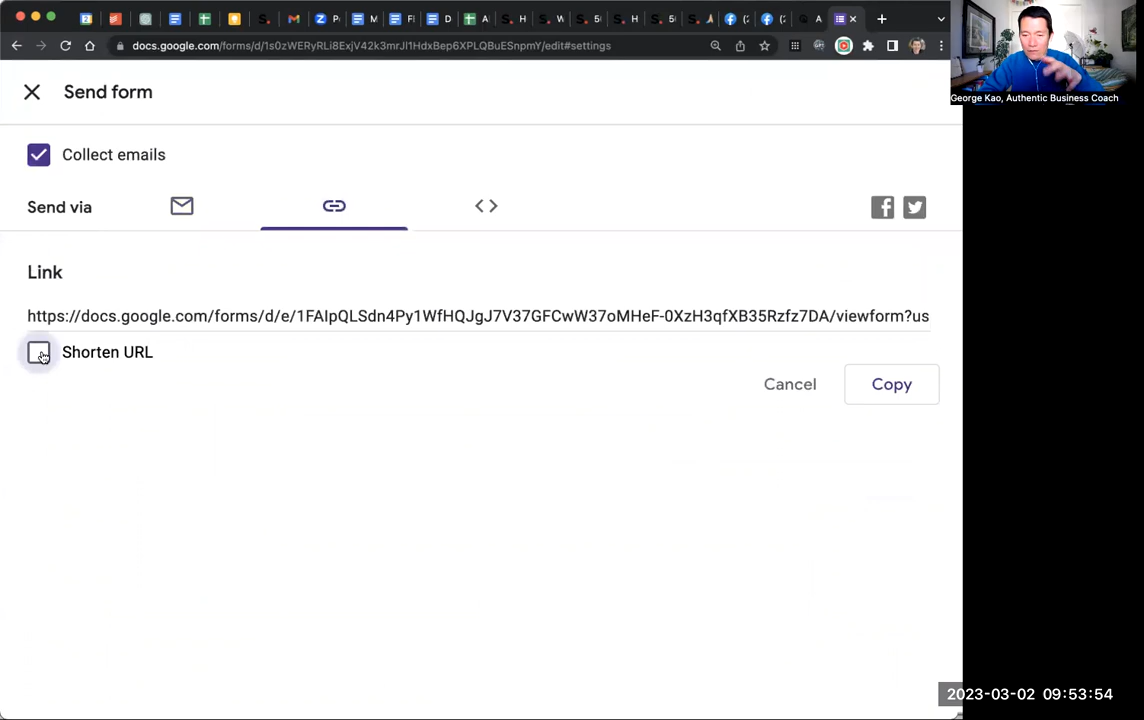 docs.google.com/forms/d/1s0zWERyRLi8ExjV42k3mrJl1HdxBep6XPLQBuESnpmY/edit#settings
George Kao, Authentic Business Coach
Send form
Collect emails
Send via
Link
https://docs.google.com/forms/d/e/1FAIpQLSdn4Py1WfHQJgJ7V37GFCwW37oMHeF-0XzH3qfXB35Rzfz7DA/viewform?us
Shorten URL
Cancel
Copy
2023-03-02 09:53:54